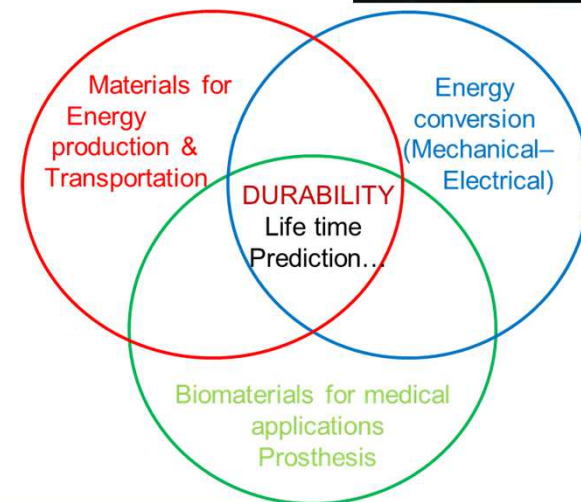 Materials for
Energy
production &
Transportation
Energy
conversion
(Mechanical–
Electrical)
DURABILITY
Life time
Prediction…
Biomaterials for medical
applications
Prosthesis